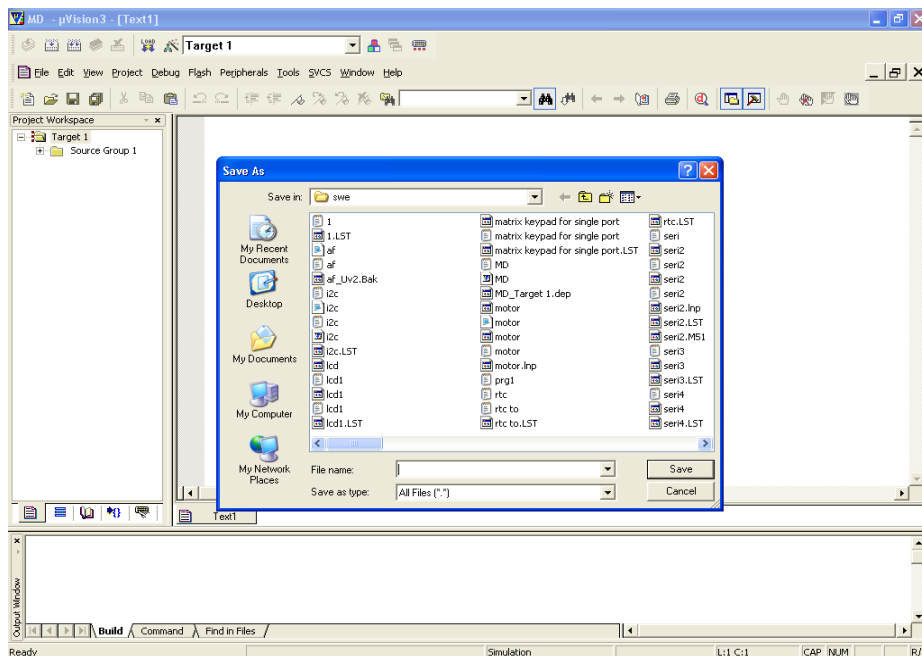 MD - µVision3 - [Text1]
LOAD
Target 1
File Edit View Project Debug Flash Peripherals Tools SVCS Window Help
Project Workspace
Target 1
Source Group 1
Save As
Save in: swe
My Recent Documents
Desktop
My Documents
My Computer
My Network Places
1
1.LST
af
af
af_Uv2.Bak
i2c
i2c
i2c
i2c
i2c.LST
lcd
lcd1
lcd1
lcd1
lcd1.LST
matrix keypad for single port
matrix keypad for single port
matrix keypad for single port.LST
MD
MD
MD_Target 1.dep
motor
motor
motor
motor
motor.lnp
prg1
rtc
rtc to
rtc to.LST
rtc.LST
seri
seri2
seri2
seri2
seri2
seri2.lnp
seri2.LST
seri2.M51
seri3
seri3
seri3.LST
seri4
seri4
seri4.LST
File name:
Save
Save as type: All Files (*.*)
Cancel
Text1
Output Window
Build Command Find in Files
Ready Simulation L:1 C:1 CAP NUM